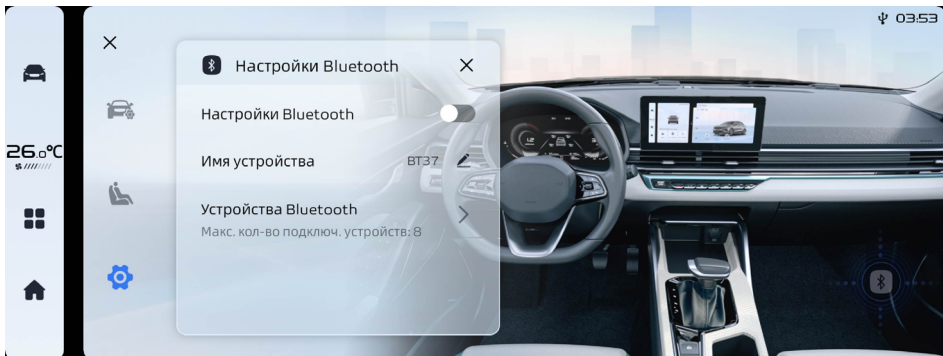 03:53
26.0°C
Настройки Bluetooth
Настройки Bluetooth
Имя устройства BT37
Устройства Bluetooth
Макс. кол-во подключ. устройств: 8